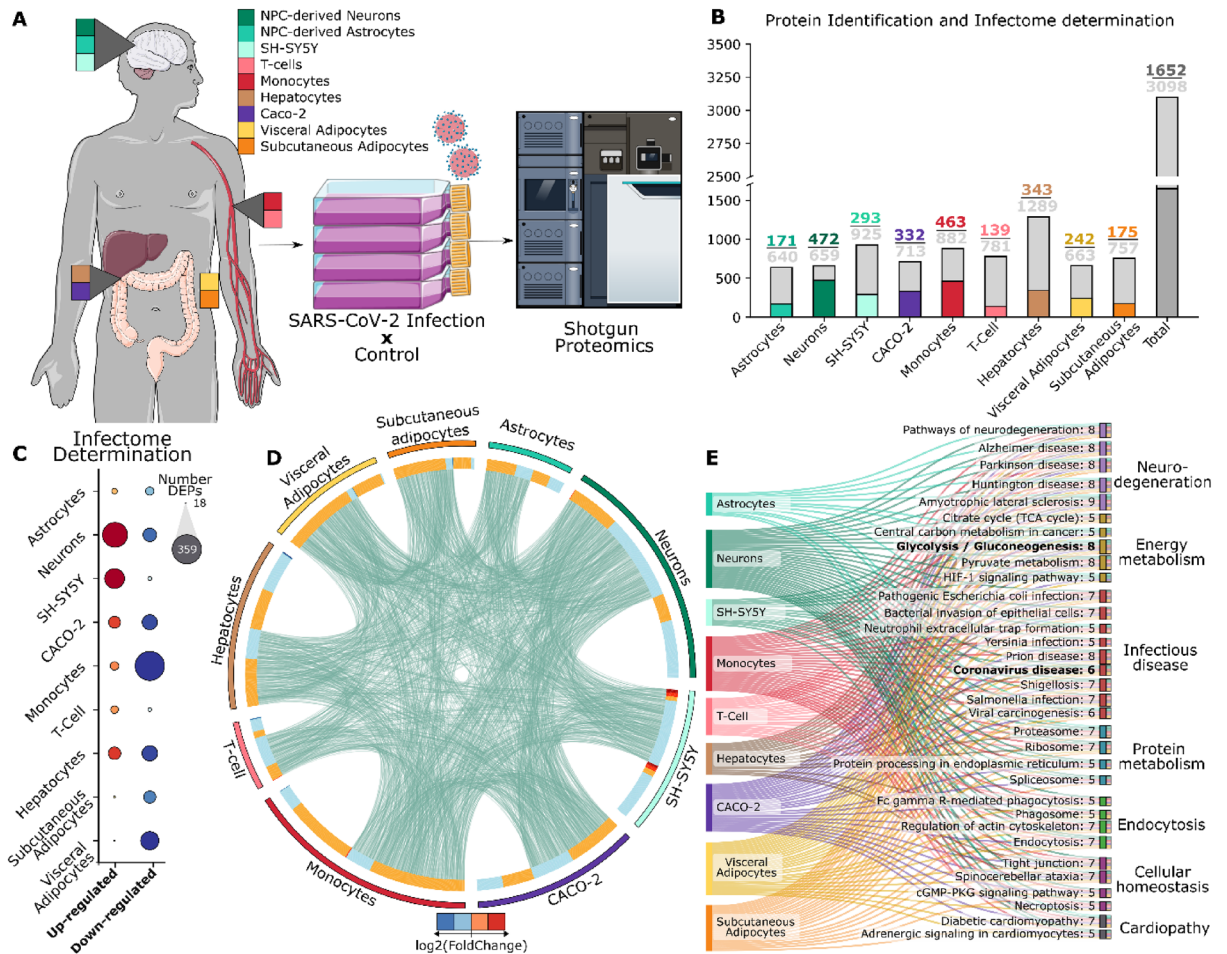 A
NPC-derived Neurons
NPC-derived Astrocytes
SH-SY5Y
T-cells
Monocytes
Hepatocytes
Caco-2
Visceral Adipocytes
Subcutaneous Adipocytes
SARS-CoV-2 Infection
x
Control
Shotgun
Proteomics
B
Protein Identification and Infectome determination
3500
3250
3000
2750
2500
1000
500
0
171
640
472
659
293
925
332
713
463
882
139
781
343
1289
242
663
175
757
1652
3098
Astrocytes
Neurons
SH-SY5Y
CACO-2
Monocytes
T-Cell
Hepatocytes
Visceral Adipocytes
Subcutaneous
Adipocytes
Total
C
Infectome
Determination
Number
DEPs
18
359
Astrocytes
Neurons
SH-SY5Y
CACO-2
Monocytes
T-Cell
Hepatocytes
Subcutaneous
Adipocytes
Visceral
Adipocytes
Up-regulated
Down-regulated
D
Subcutaneous
adipocytes
Astrocytes
Neurons
SH-SY5Y
CACO-2
Monocytes
T-cell
Hepatocytes
Visceral
Adipocytes
log2(FoldChange)
E
Astrocytes
Neurons
SH-SY5Y
Monocytes
T-Cell
Hepatocytes
CACO-2
Visceral
Adipocytes
Subcutaneous
Adipocytes
Pathways of neurodegeneration: 8
Alzheimer disease: 8
Parkinson disease: 8
Huntington disease: 8
Amyotrophic lateral sclerosis: 9
Citrate cycle (TCA cycle): 5
Central carbon metabolism in cancer: 5
Glycolysis / Gluconeogenesis: 8
Pyruvate metabolism: 8
HIF-1 signaling pathway: 5
Pathogenic Escherichia coli infection: 7
Bacterial invasion of epithelial cells: 7
Neutrophil extracellular trap formation: 5
Yersinia infection: 5
Prion disease: 8
Coronavirus disease: 6
Shigellosis: 7
Salmonella infection: 7
Viral carcinogenesis: 6
Proteasome: 7
Ribosome: 7
Protein processing in endoplasmic reticulum: 5
Spliceosome: 5
Fc gamma R-mediated phagocytosis: 5
Phagosome: 5
Regulation of actin cytoskeleton: 7
Endocytosis: 7
Tight junction: 7
Spinocerebellar ataxia: 7
cGMP-PKG signaling pathway: 5
Necroptosis: 5
Diabetic cardiomyopathy: 7
Adrenergic signaling in cardiomyocytes: 5
Neuro-
degeneration
Energy
metabolism
Infectious
disease
Protein
metabolism
Endocytosis
Cellular
homeostasis
Cardiopathy